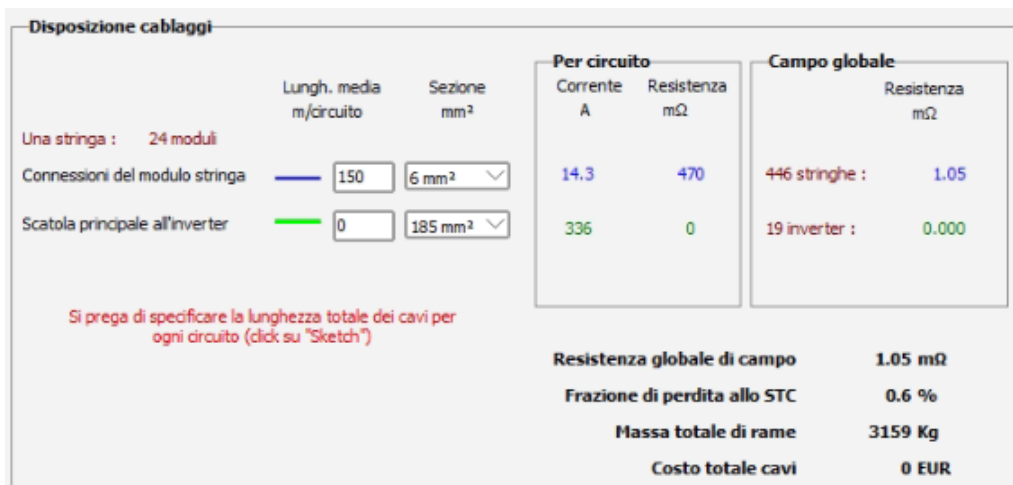 Disposizione cablaggi
Per circuito Campo globale
Lungh. media Sezione Corrente Resistenza Resistenza
m/circuito mm² A mΩ mΩ
Una stringa : 24 moduli
Connessioni del modulo stringa 150 6 mm² 14.3 470 446 stringhe : 1.05
Scatola principale all'inverter 0 185 mm² 336 0 19 inverter : 0.000
Si prega di specificare la lunghezza totale dei cavi per
ogni circuito (click su "Sketch")
Resistenza globale di campo 1.05 mΩ
Frazione di perdita allo STC 0.6 %
Massa totale di rame 3159 Kg
Costo totale cavi 0 EUR